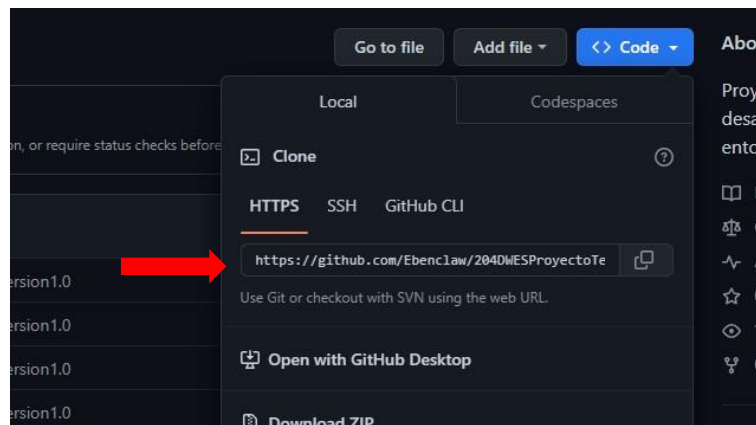 Go to file Add file <> Code
Abo
Local Codespaces
Proy
desa
on, or require status checks before
ento
Clone
HTTPS SSH GitHub CLI
https://github.com/Ebenclaw/204DWESProyectoTe
ersion1.0
Use Git or checkout with SVN using the web URL.
ersion1.0
Open with GitHub Desktop
ersion1.0
ersion1.0
Download ZIP